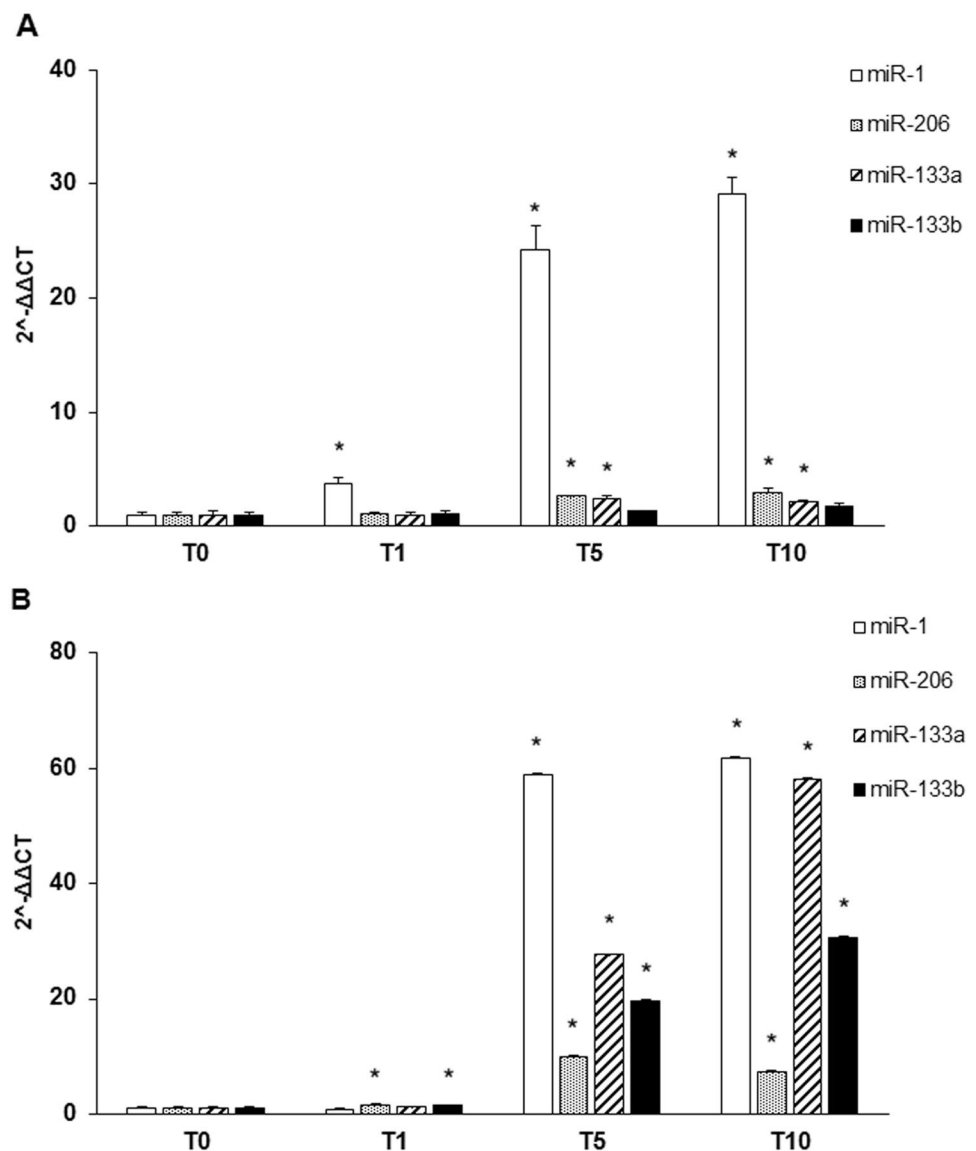 A
40
30
20
10
0
2^-ΔΔCT
* * * * * * *
T0 T1 T5 T10
miR-1
miR-206
miR-133a
miR-133b
B
80
60
40
20
0
2^-ΔΔCT
* * * * * * * * * *
T0 T1 T5 T10
miR-1
miR-206
miR-133a
miR-133b